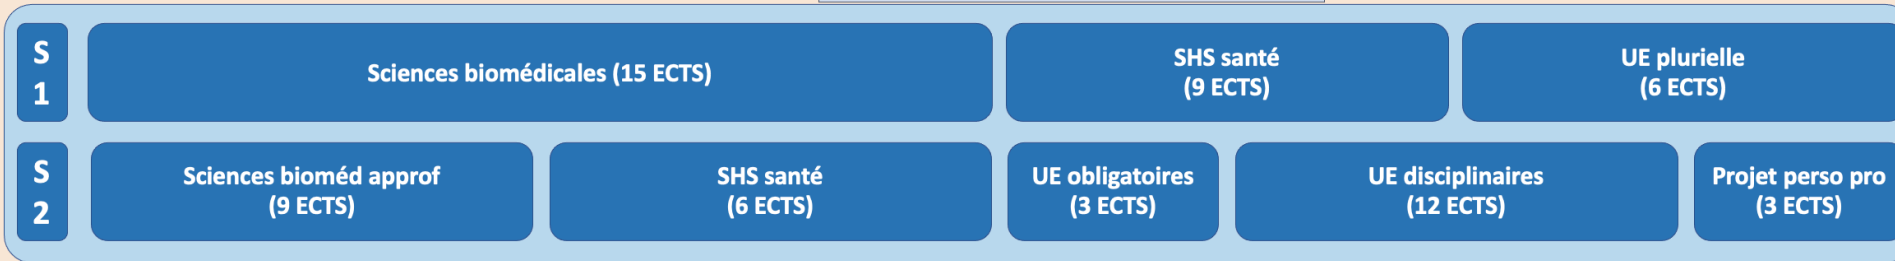 S
1
Sciences biomédicales (15 ECTS)
SHS santé
(9 ECTS)
UE plurielle
(6 ECTS)
S
2
Sciences bioméd approf
(9 ECTS)
SHS santé
(6 ECTS)
UE obligatoires
(3 ECTS)
UE disciplinaires
(12 ECTS)
Projet perso pro
(3 ECTS)